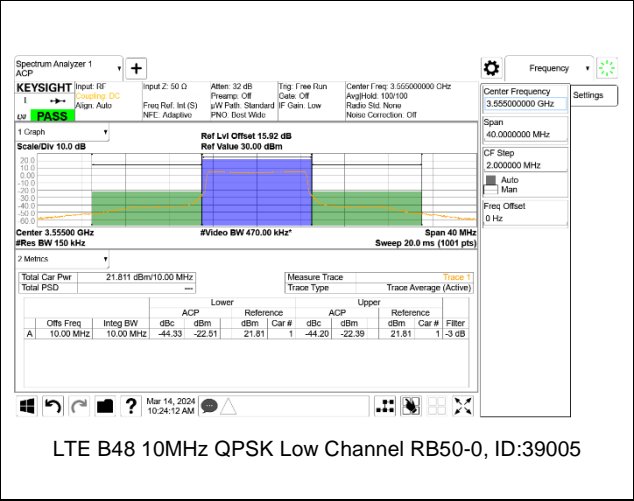 Spectrum Analyzer 1
ACP
+
Frequency
KEYSIGHT
Input: RF
Coupling: DC
Align: Auto
Input Z: 50 Ω
Freq Ref: Int (S)
NFE: Adaptive
Atten: 32 dB
Preamp: Off
µW Path: Standard
PNO: Best Wide
Trig: Free Run
Gate: Off
IF Gain: Low
Center Freq: 3.555000000 GHz
Avg|Hold: 100/100
Radio Std: None
Noise Correction: Off
PASS
Center Frequency
3.555000000 GHz
Settings
Span
40.0000000 MHz
CF Step
2.000000 MHz
Auto
Man
Freq Offset
0 Hz
1 Graph
Scale/Div 10.0 dB
Ref Lvl Offset 15.92 dB
Ref Value 30.00 dBm
20.0
10.0
0.00
-10.0
-20.0
-30.0
-40.0
-50.0
-60.0
Center 3.55500 GHz
#Video BW 470.00 kHz*
Span 40 MHz
#Res BW 150 kHz
Sweep 20.0 ms (1001 pts)
2 Metrics
Total Car Pwr 21.811 dBm/10.00 MHz
Total PSD ---
Measure Trace Trace 1
Trace Type Trace Average (Active)
Lower Upper
ACP Reference ACP Reference
Offs Freq Integ BW dBc dBm dBm Car # dBc dBm dBm Car # Filter
A 10.00 MHz 10.00 MHz -44.33 -22.51 21.81 1 -44.20 -22.39 21.81 1 -3 dB
?
Mar 14, 2024
10:24:12 AM
LTE B48 10MHz QPSK Low Channel RB50-0, ID:39005